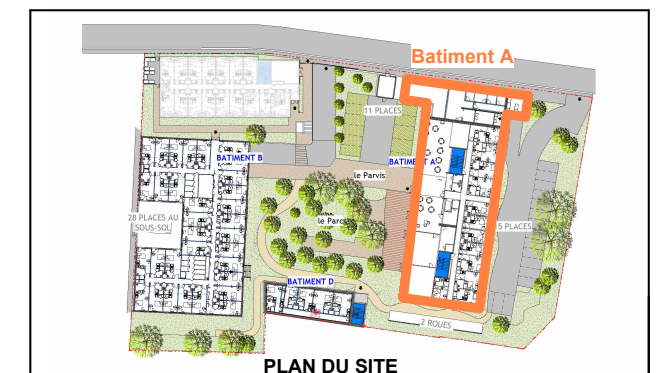 Batiment A
11 PLACES
BATIMENT B
BATIMENT A
le Parvis
28 PLACES AU
SOUS-SOL
le Parc
5 PLACES
BATIMENT D
2 ROUES
PLAN DU SITE